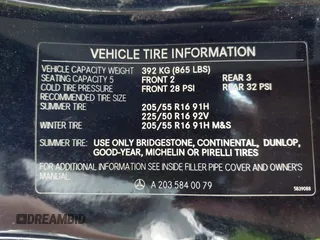 VEHICLE TIRE INFORMATION
VEHICLE CAPACITY WEIGHT 392 KG (865 LBS)
SEATING CAPACITY 5 FRONT 2 REAR 3
COLD TIRE PRESSURE FRONT 28 PSI REAR 32 PSI
RECOMMENDED TIRE SIZE
SUMMER TIRE 205/55 R16 91H
225/50 R16 92V
WINTER TIRE 205/55 R16 91H M&S
SUMMER TIRE: USE ONLY BRIDGESTONE, CONTINENTAL, DUNLOP,
GOOD-YEAR, MICHELIN OR PIRELLI TIRES
FOR ADDITIONAL INFORMATION SEE INSIDE FILLER PIPE COVER AND OWNER'S
MANUAL
A 203 584 00 79
5839088
DREAMBID